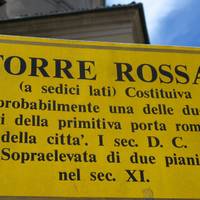 TORRE ROSSA
(a sedici lati) Costituiva
probabilmente una delle due
i della primitiva porta rom
della citta'. I sec. D. C.
Sopraelevata di due piani
nel sec. XI.